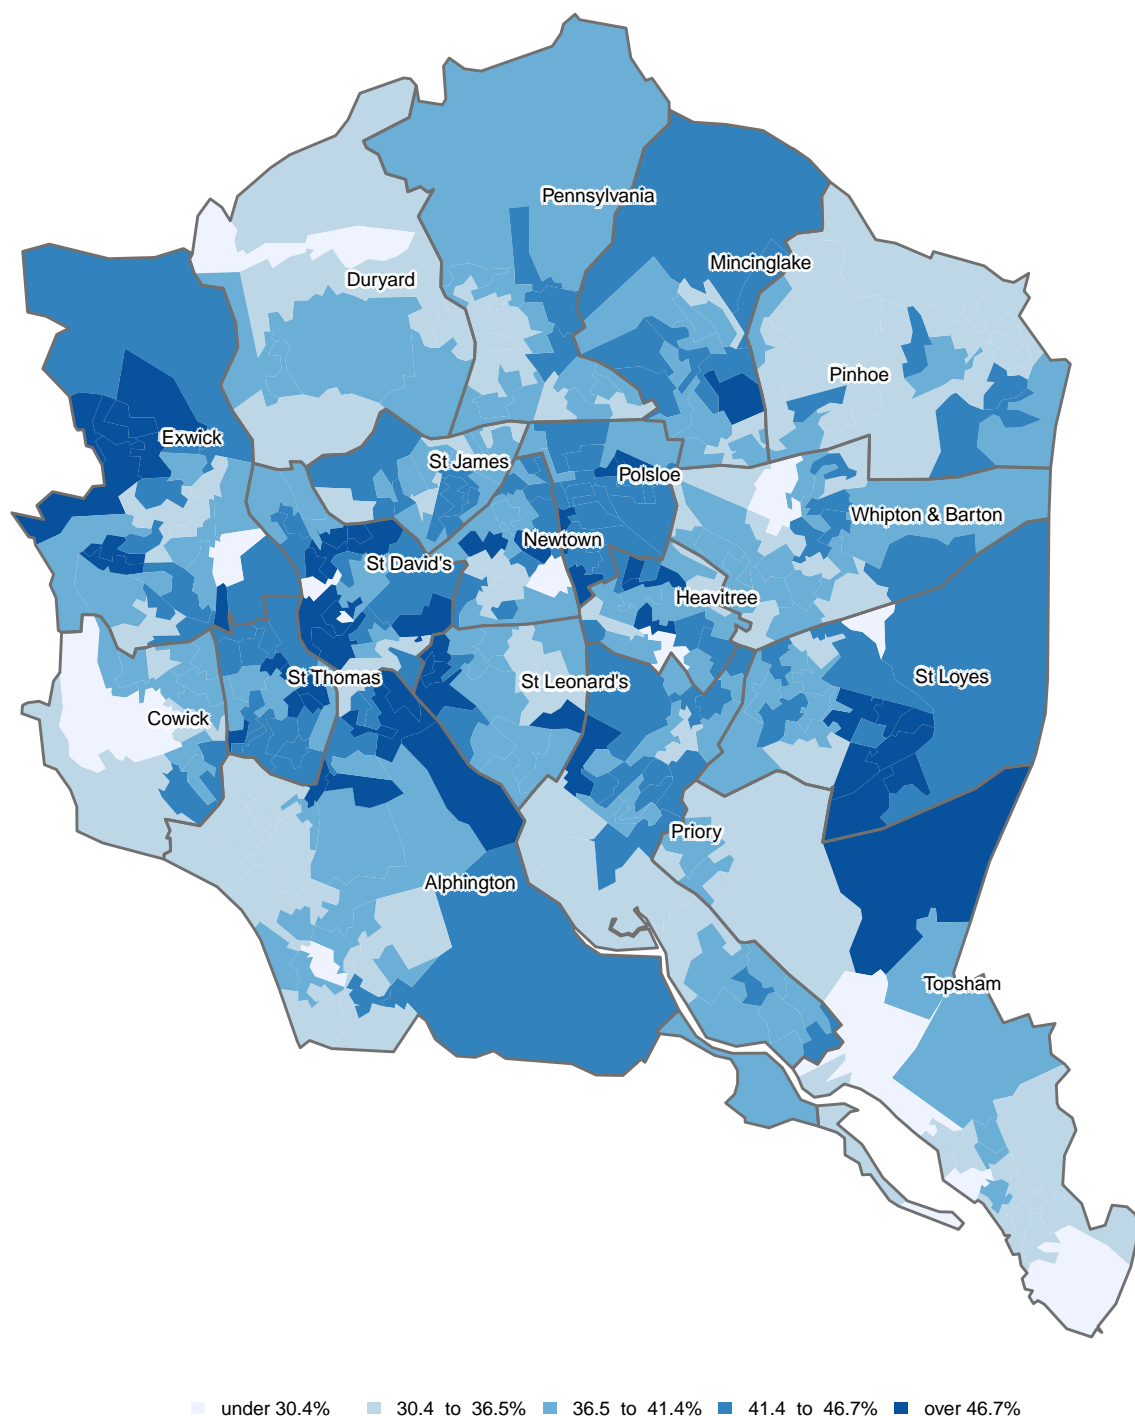 Pennsylvania
Mincinglake
Duryard
Pinhoe
Exwick
St James
Polsloe
Whipton & Barton
Newtown
St David's
Heavitree
St Thomas
St Leonard's
St Loyes
Cowick
Priory
Alphington
Topsham
under 30.4% 30.4 to 36.5% 36.5 to 41.4% 41.4 to 46.7% over 46.7%